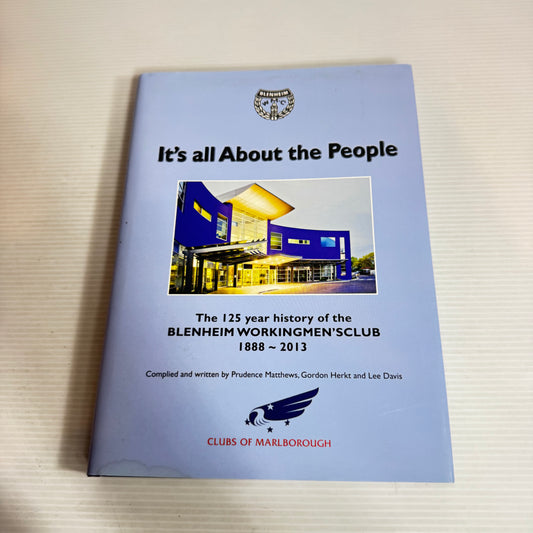 BLENHEIM
It's all About the People
The 125 year history of the
BLENHEIM WORKINGMEN'SCLUB
1888 ~ 2013
Complied and written by Prudence Matthews, Gordon Herkt and Lee Davis
CLUBS OF MARLBOROUGH